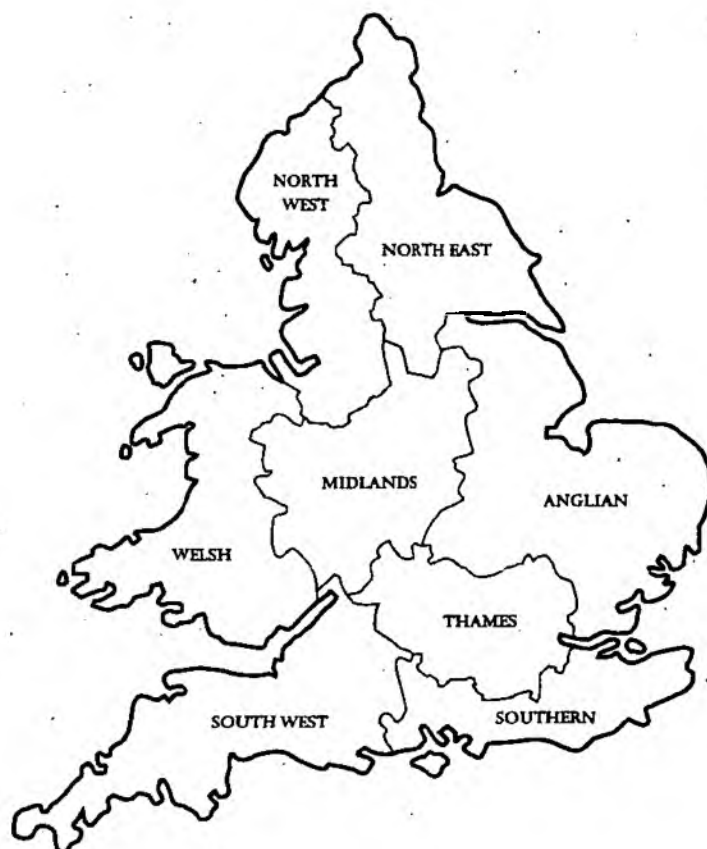 NORTH
WEST
NORTH EAST
MIDLANDS
ANGLIAN
WELSH
THAMES
SOUTH WEST
SOUTHERN